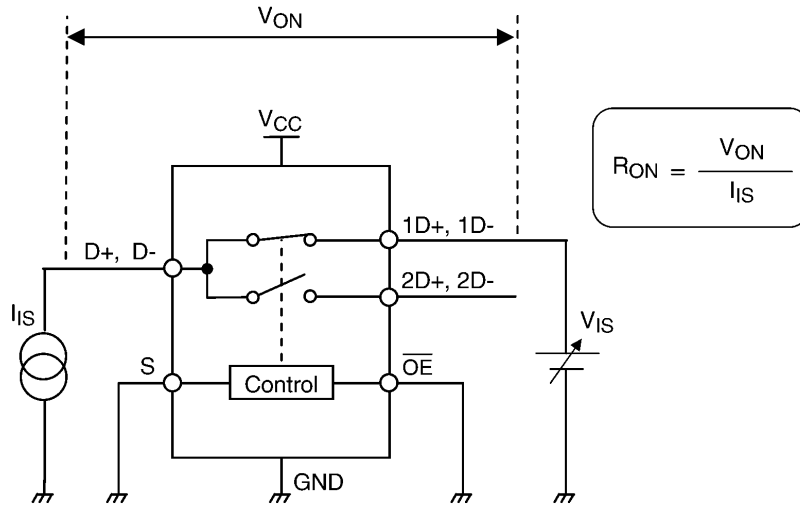 VON
VCC
RON = VON / IIS
D+, D-
1D+, 1D-
2D+, 2D-
IIS
VIS
S
Control
OE
GND